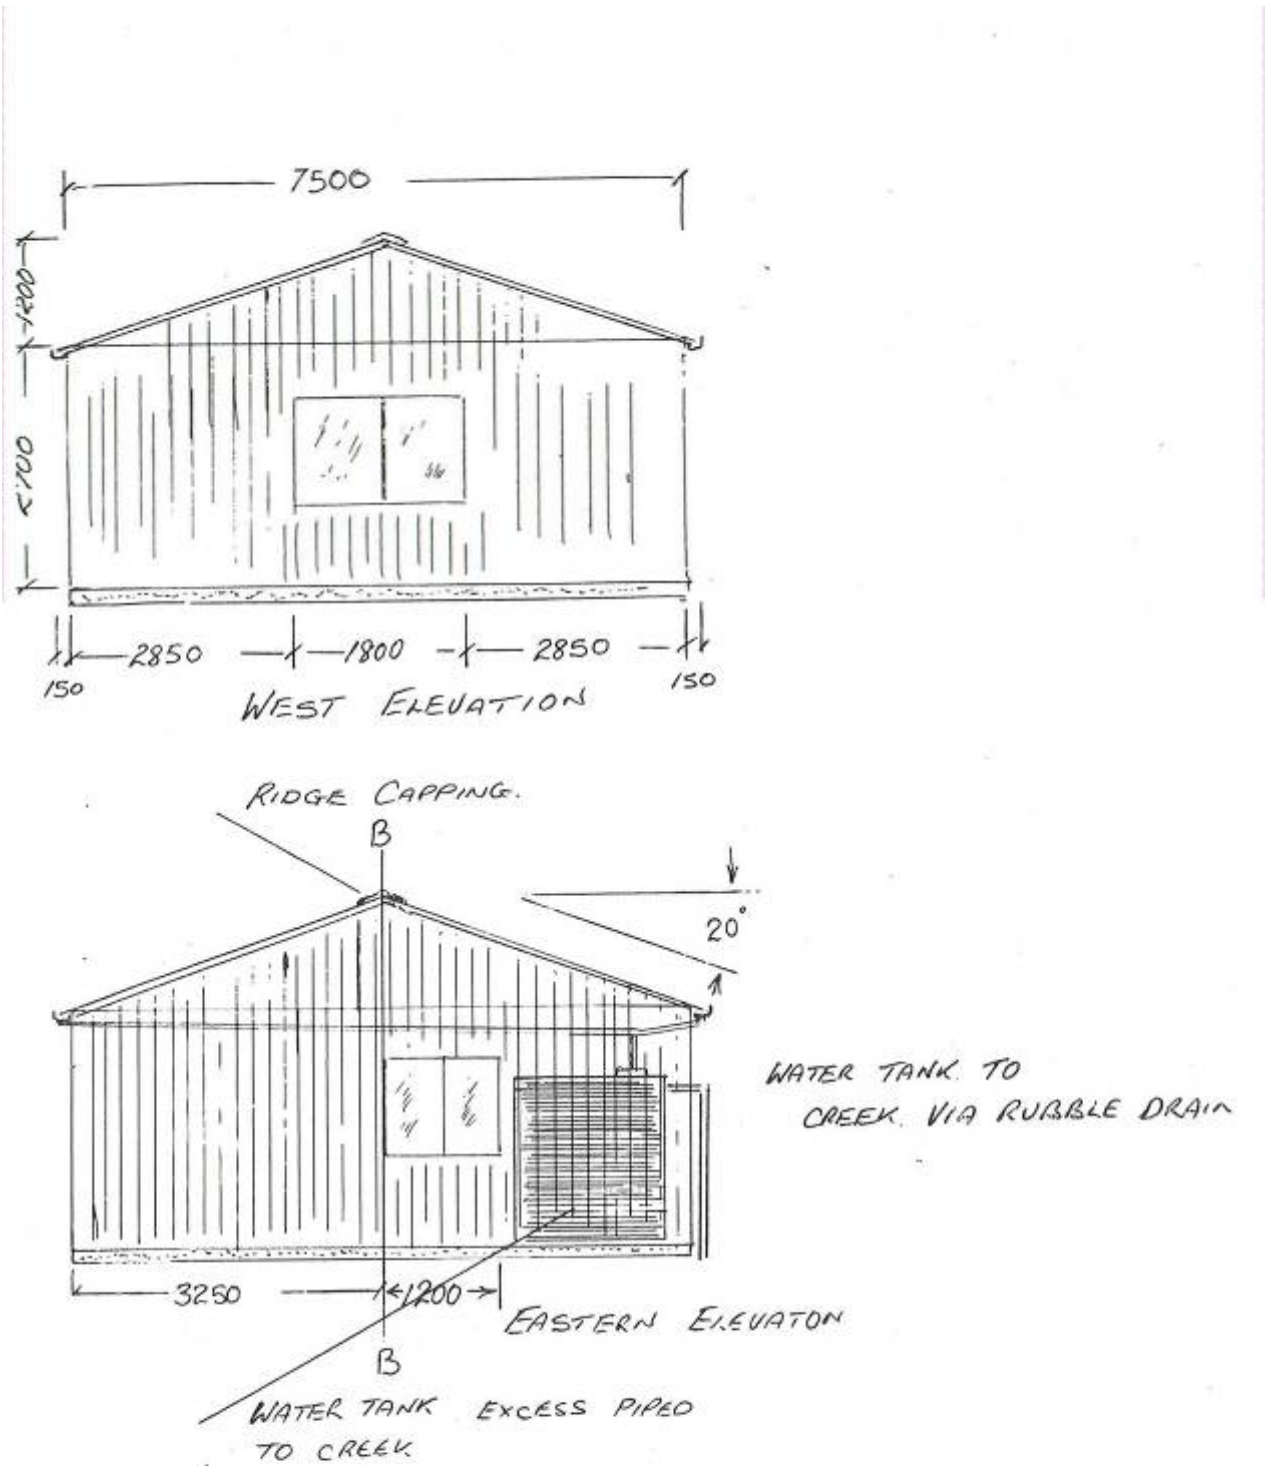 7500
1200
2700
2850
1800
2850
150
150
WEST ELEVATION
RIDGE CAPPING.
B
20°
WATER TANK TO
CREEK VIA RUBBLE DRAIN
3250
1200
EASTERN ELEVATON
B
WATER TANK EXCESS PIPED
TO CREEK